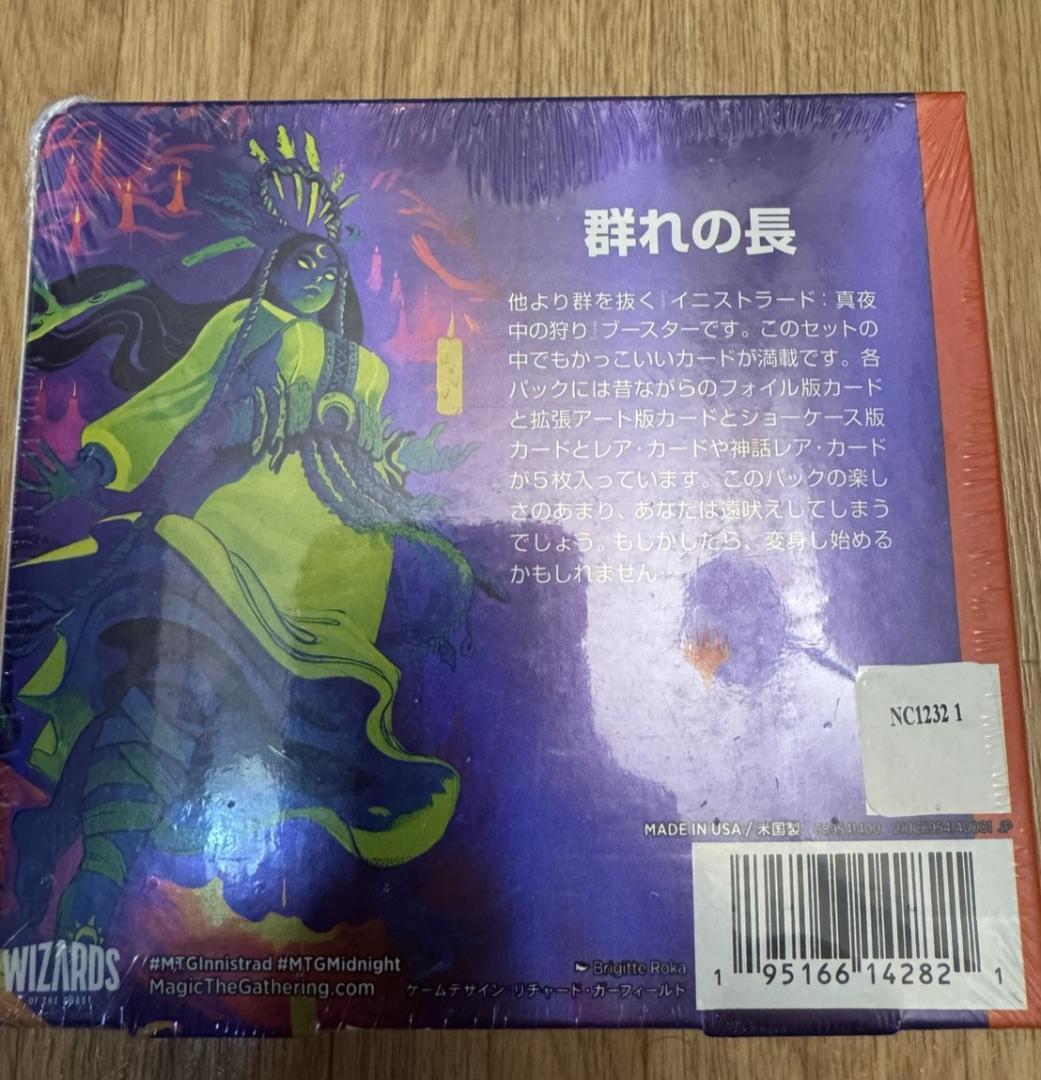 群れの長
他より群を抜く『イニストラード：真夜
中の狩り』ブースターです。このセットの
中でもかっこいいカードが満載です。各
パックには昔ながらのフォイル版カード
と拡張アート版カードとショーケース版
カードとレア・カードや神話レア・カード
が５枚入っています。このパックの楽し
さのあまり、あなたは遠吠えしてしまう
でしょう。もしかしたら、変身し始める
かもしれません…
NC1232 1
MADE IN USA / 米国製
WIZARDS
OF THE COAST
#MTGInnistrad #MTGMidnight
MagicTheGathering.com
Brigitte Roka
ゲームデザイン：リチャード・ガーフィールド
1 95166 14282 1